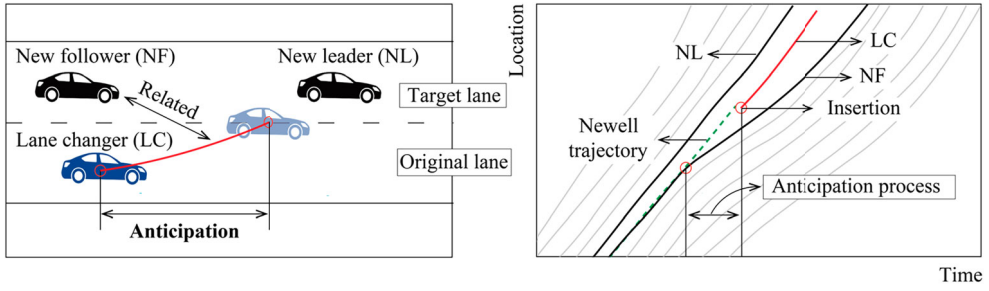 New follower (NF)
New leader (NL)
Related
Target lane
Lane changer (LC)
Original lane
Anticipation
Location
NL
LC
NF
Insertion
Newell
trajectory
Anticipation process
Time